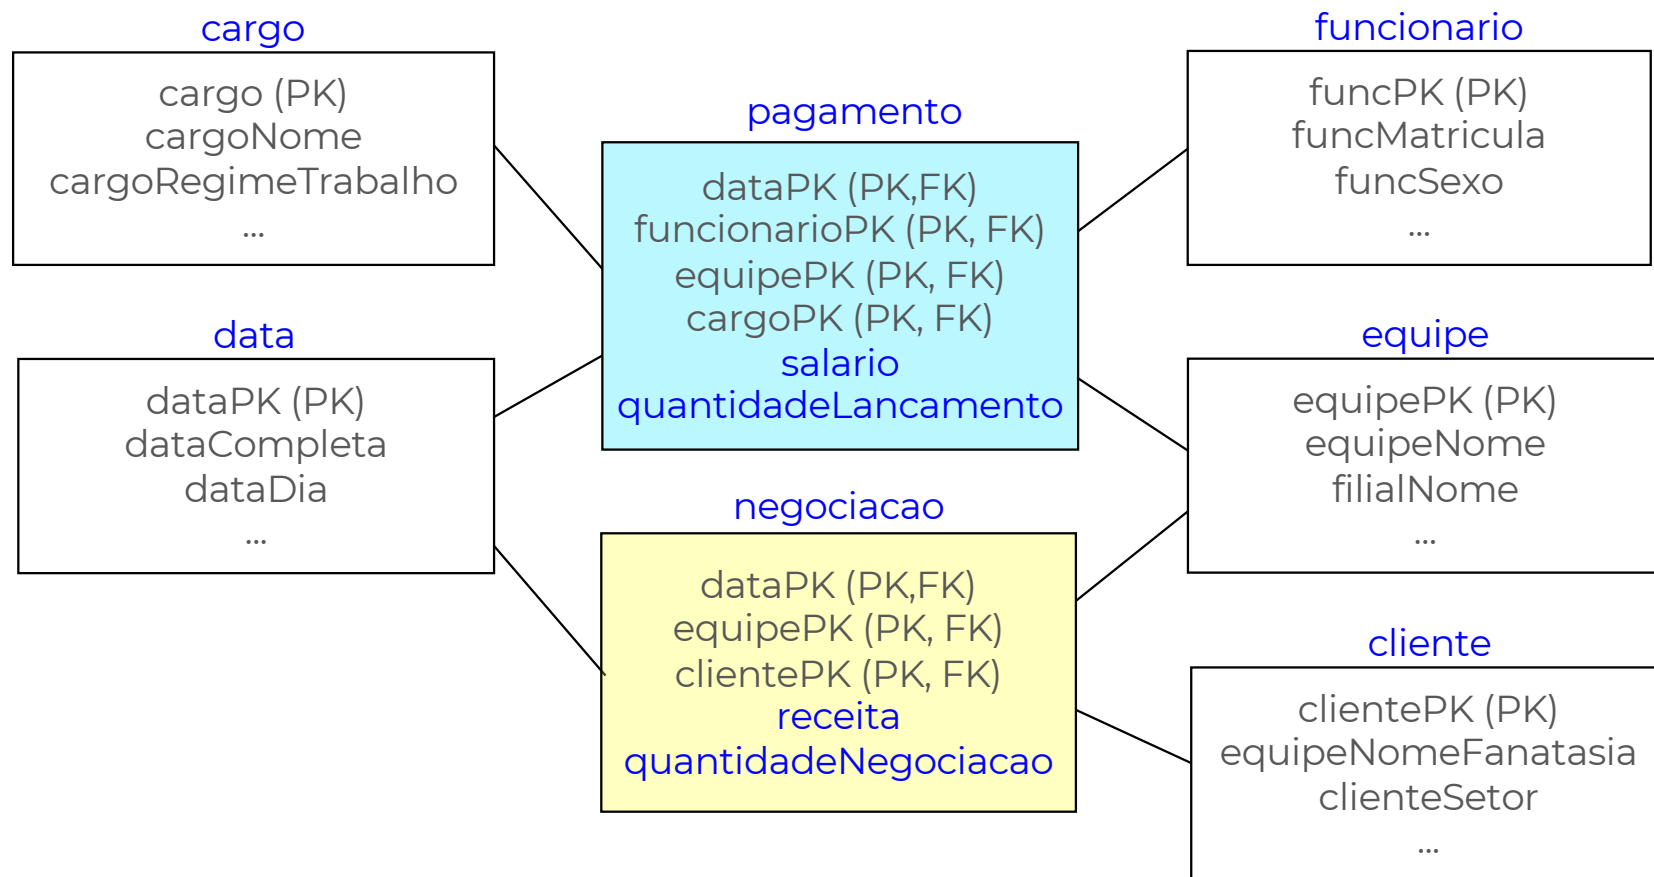 cargo
cargo (PK)
cargoNome
cargoRegimeTrabalho
...
data
dataPK (PK)
dataCompleta
dataDia
...
pagamento
dataPK (PK,FK)
funcionarioPK (PK, FK)
equipePK (PK, FK)
cargoPK (PK, FK)
salario
quantidadeLancamento
negociacao
dataPK (PK,FK)
equipePK (PK, FK)
clientePK (PK, FK)
receita
quantidadeNegociacao
funcionario
funcPK (PK)
funcMatricula
funcSexo
...
equipe
equipePK (PK)
equipeNome
filialNome
...
cliente
clientePK (PK)
equipeNomeFanatasia
clienteSetor
...